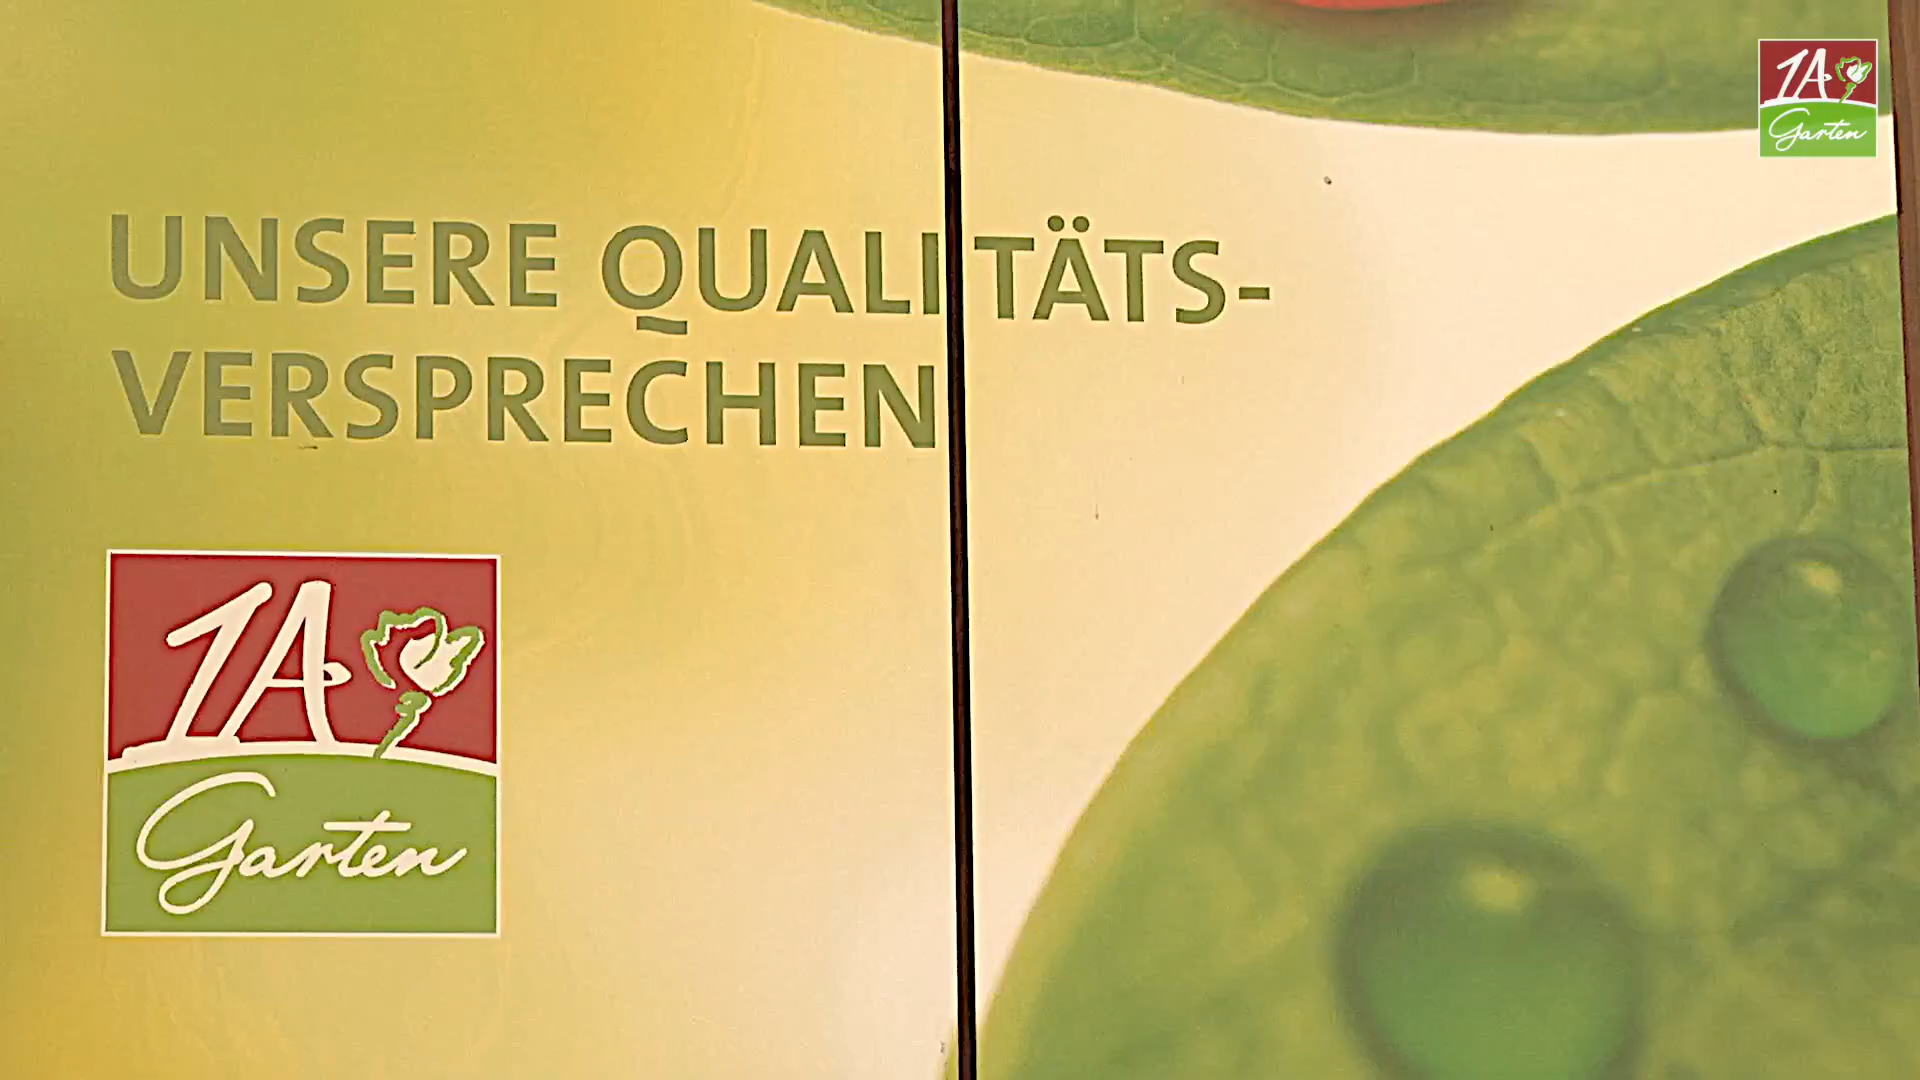 1A
Garten
UNSERE QUALITÄTS-
VERSPRECHEN
1A
Garten